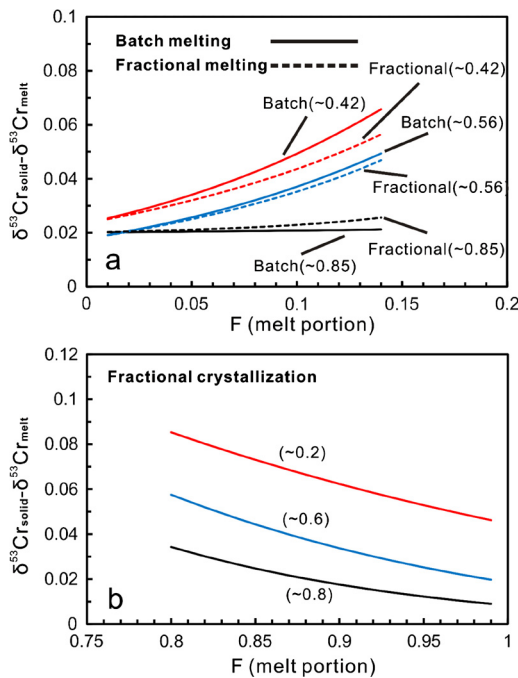 0.1
Batch melting
Fractional melting
Fractional(~0.42)
Batch(~0.42)
Batch(~0.56)
Fractional(~0.56)
Fractional(~0.85)
Batch(~0.85)
0.08
0.06
0.04
0.02
0
a
δ⁵³Cr_solid-δ⁵³Cr_melt
0 0.05 0.1 0.15 0.2
F (melt portion)
0.12
Fractional crystallization
0.1
0.08
0.06
0.04
0.02
0
(~0.2)
(~0.6)
(~0.8)
b
δ⁵³Cr_solid-δ⁵³Cr_melt
0.75 0.8 0.85 0.9 0.95 1
F (melt portion)